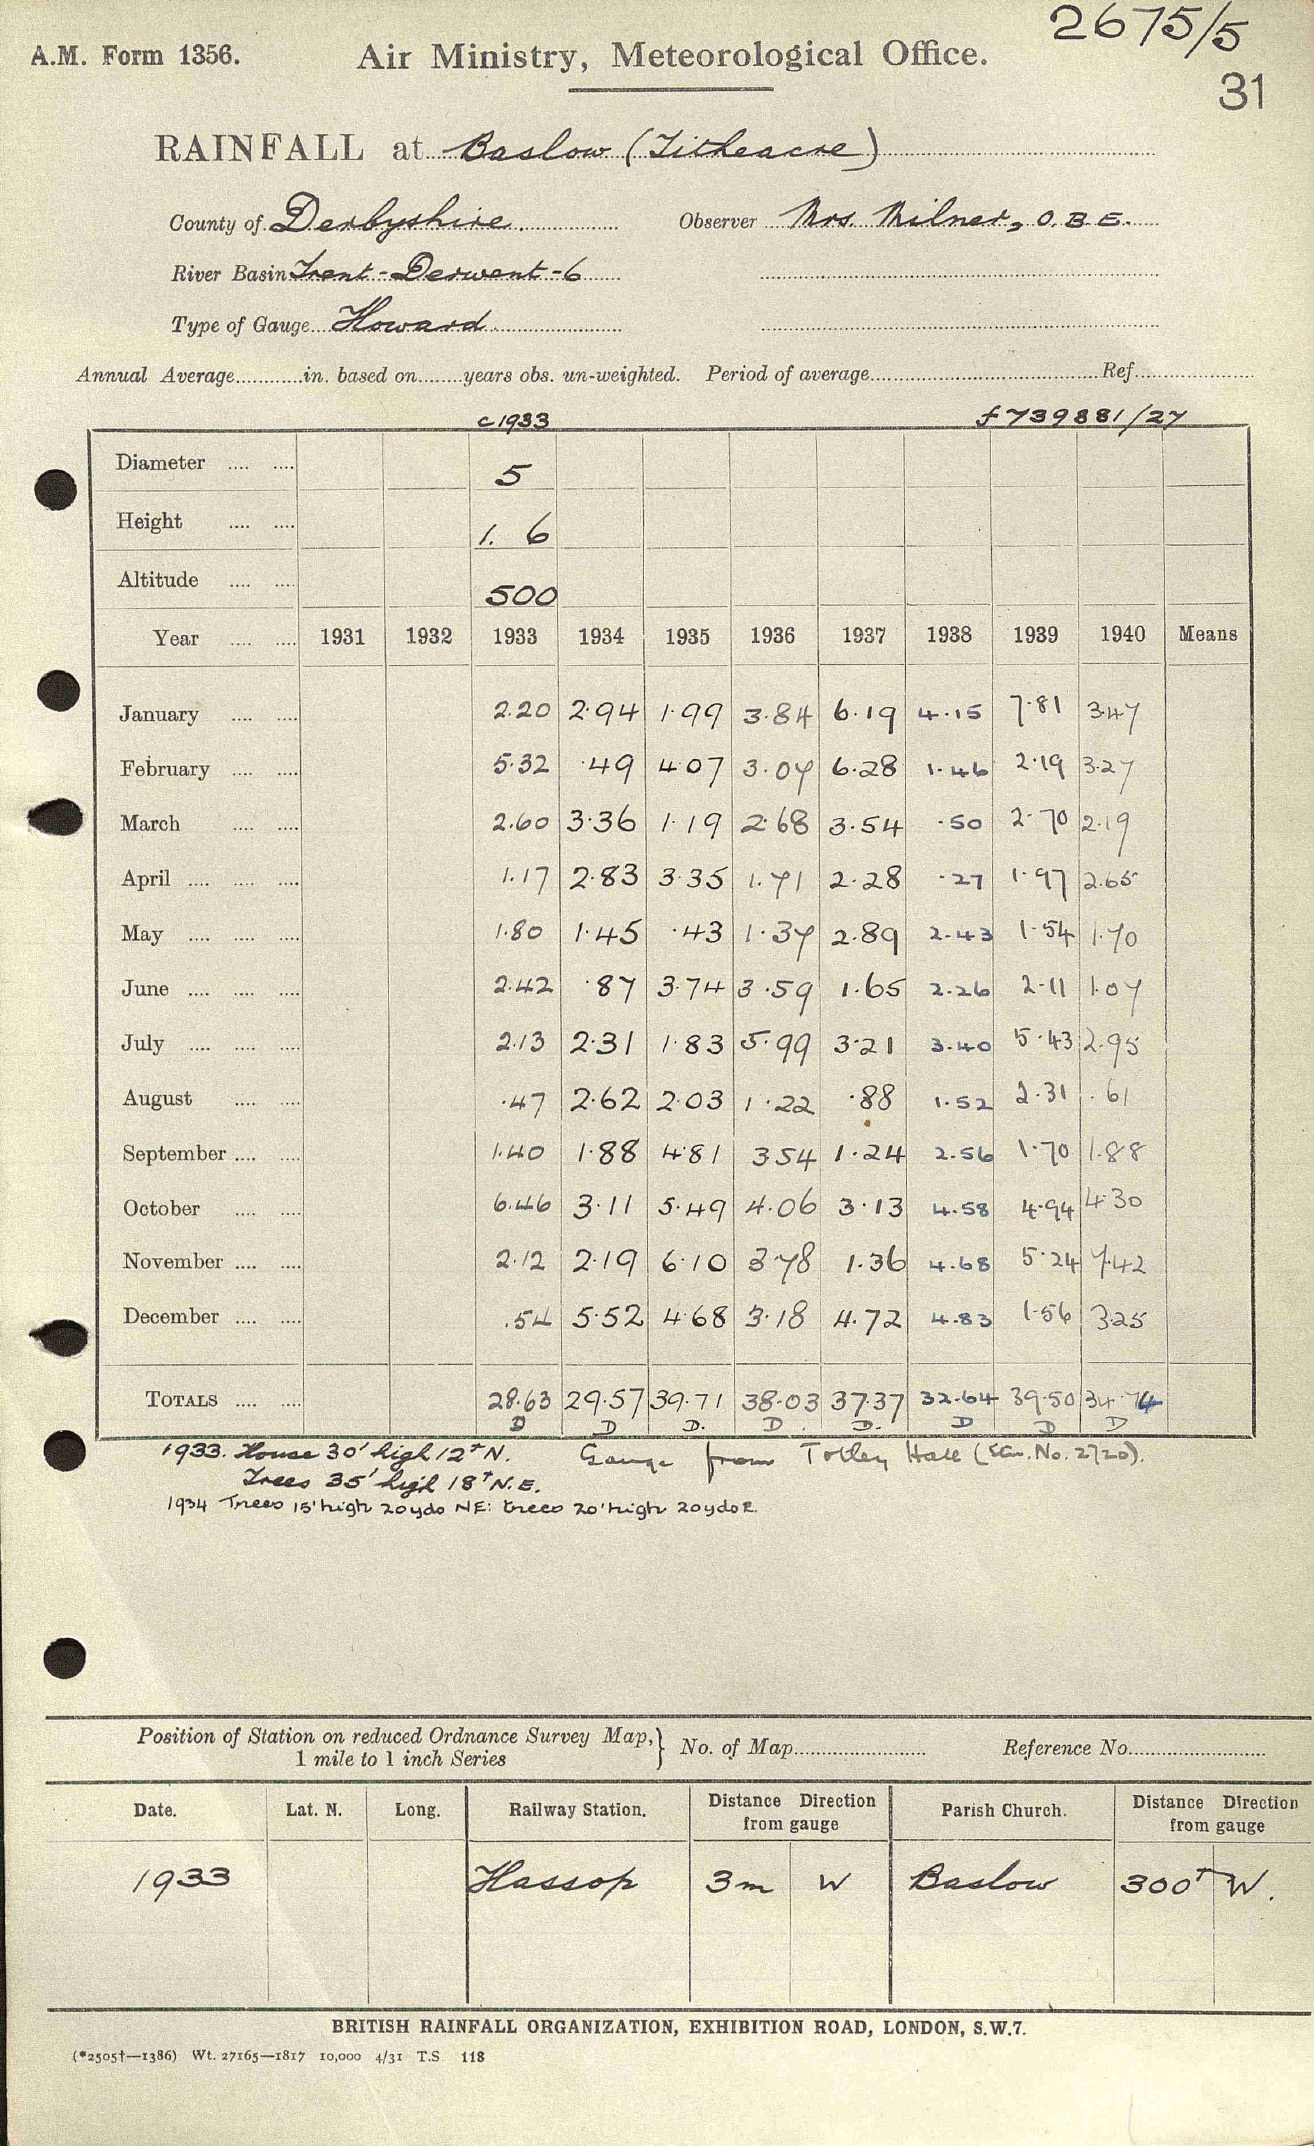 2675/5
A.M. Form 1356. Air Ministry, Meteorological Office.
31
RAINFALL at Baslow (Titheacre)
County of Derbyshire. Observer Mrs. Milner, O.B.E.
River Basin Trent - Derwent - 6
Type of Gauge Howard
Annual Average............in. based on........years obs. un-weighted. Period of average........ Ref........
c1933 f 739881/27
Diameter .... .... 5
Height .... .... 1. 6
Altitude .... .... 500
Year .... .... 1931 1932 1933 1934 1935 1936 1937 1938 1939 1940 Means
January .... .... 2.20 2.94 1.99 3.84 6.19 4.15 7.81 3.47
February .... .... 5.32 .49 4.07 3.07 6.28 1.46 2.19 3.27
March .... .... 2.60 3.36 1.19 2.68 3.54 .50 2.70 2.19
April .... .... .... 1.17 2.83 3.35 1.71 2.28 .27 1.97 2.65
May .... .... .... 1.80 1.45 .43 1.37 2.89 2.43 1.54 1.70
June .... .... .... 2.42 .87 3.74 3.59 1.65 2.26 2.11 1.07
July .... .... .... 2.13 2.31 1.83 5.99 3.21 3.40 5.43 2.95
August .... .... .47 2.62 2.03 1.22 .88 1.52 2.31 .61
September .... .... 1.40 1.88 4.81 3.54 1.24 2.56 1.70 1.88
October .... .... 6.46 3.11 5.49 4.06 3.13 4.58 4.94 4.30
November .... .... 2.12 2.19 6.10 3.78 1.36 4.68 5.24 7.42
December .... .... .54 5.52 4.68 3.18 4.72 4.83 1.56 3.25
TOTALS .... .... 28.63 29.57 39.71 38.03 37.37 32.64 39.50 34.74
D D D. D. D. D D D
1933. House 30' high 12ʸ N. Gauge from Totley Hall (Ean. No. 2720).
Trees 35' high 18ʸ N.E.
1934 Trees 15' high 20yds NE: trees 20' high 20yds E.
Position of Station on reduced Ordnance Survey Map, } No. of Map........ Reference No........
1 mile to 1 inch Series
Date. Lat. N. Long. Railway Station. Distance Direction from gauge Parish Church. Distance Direction from gauge
1933 Hassop 3m W Baslow 300ʸ W.
BRITISH RAINFALL ORGANIZATION, EXHIBITION ROAD, LONDON, S.W.7.
(*2505†—1386) Wt. 27165—1817 10,000 4/31 T.S 118